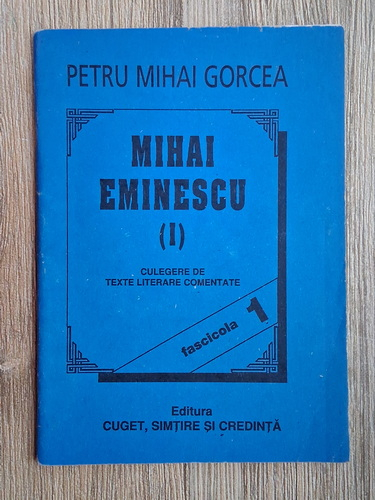 PETRU MIHAI GORCEA
MIHAI
EMINESCU
(I)
CULEGERE DE
TEXTE LITERARE COMENTATE
fascicola 1
Editura
CUGET, SIMȚIRE ȘI CREDINȚĂ